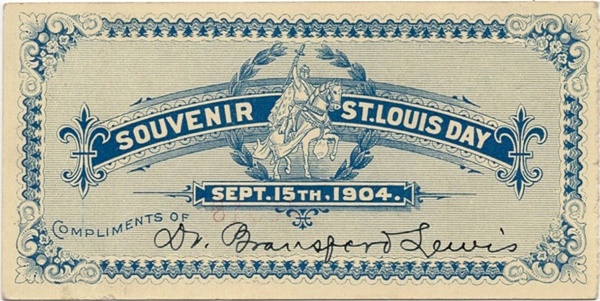 SOUVENIR ST. LOUIS DAY
SEPT. 15TH. 1904.
COMPLIMENTS OF
Dr. Bransford Lewis